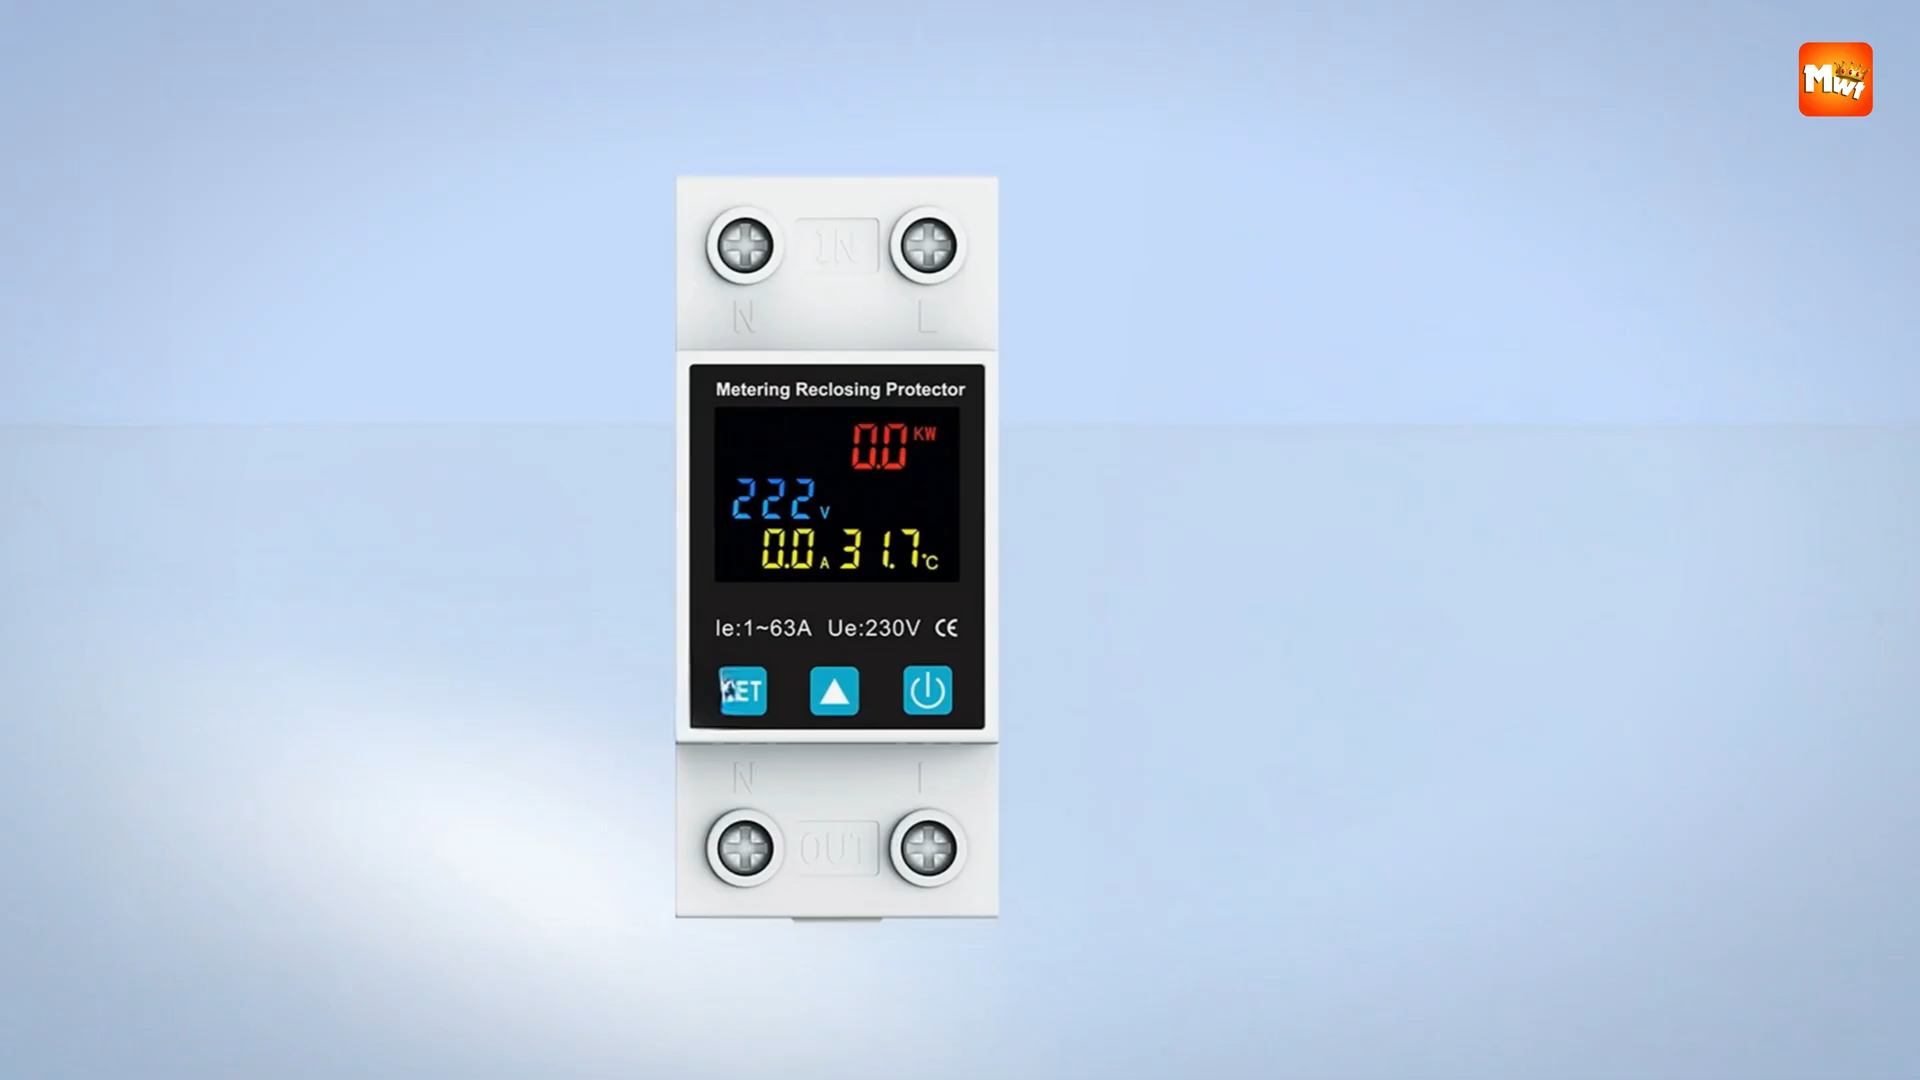 Mwt
IN
N L
Metering Reclosing Protector
0.0 KW
222 V
0.0 A 31.7 °C
Ie:1~63A Ue:230V CE
N
OUT